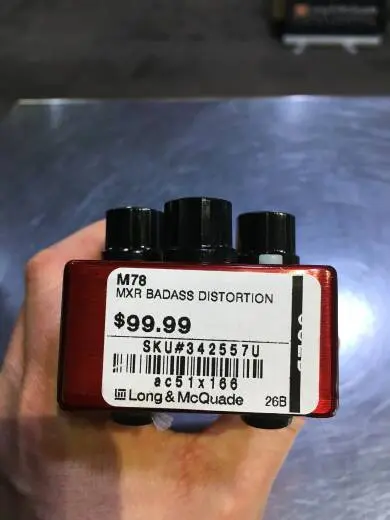 M78
MXR BADASS DISTORTION
$99.99
SKU#342557U
ac51x166
Long & McQuade 26B